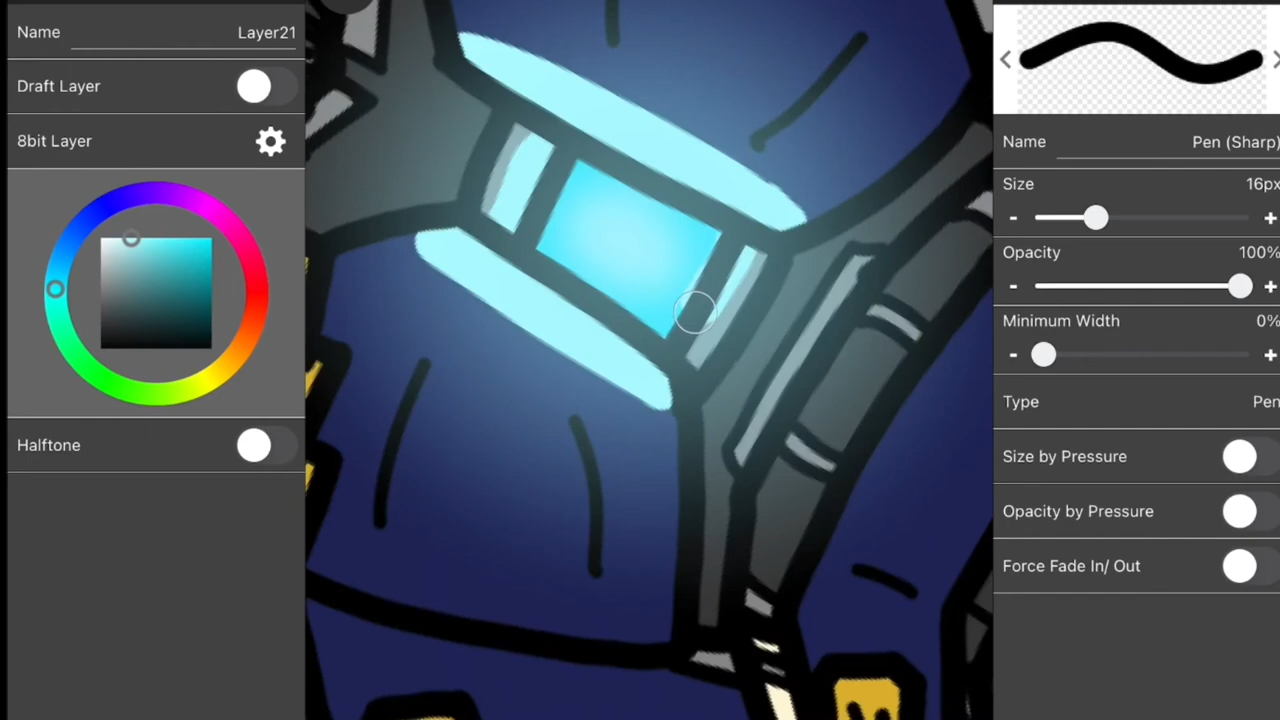 Name Layer21
Draft Layer
8bit Layer
Halftone
Name Pen (Sharp)
Size 16px
- +
Opacity 100%
- +
Minimum Width 0%
- +
Type Pen
Size by Pressure
Opacity by Pressure
Force Fade In/ Out